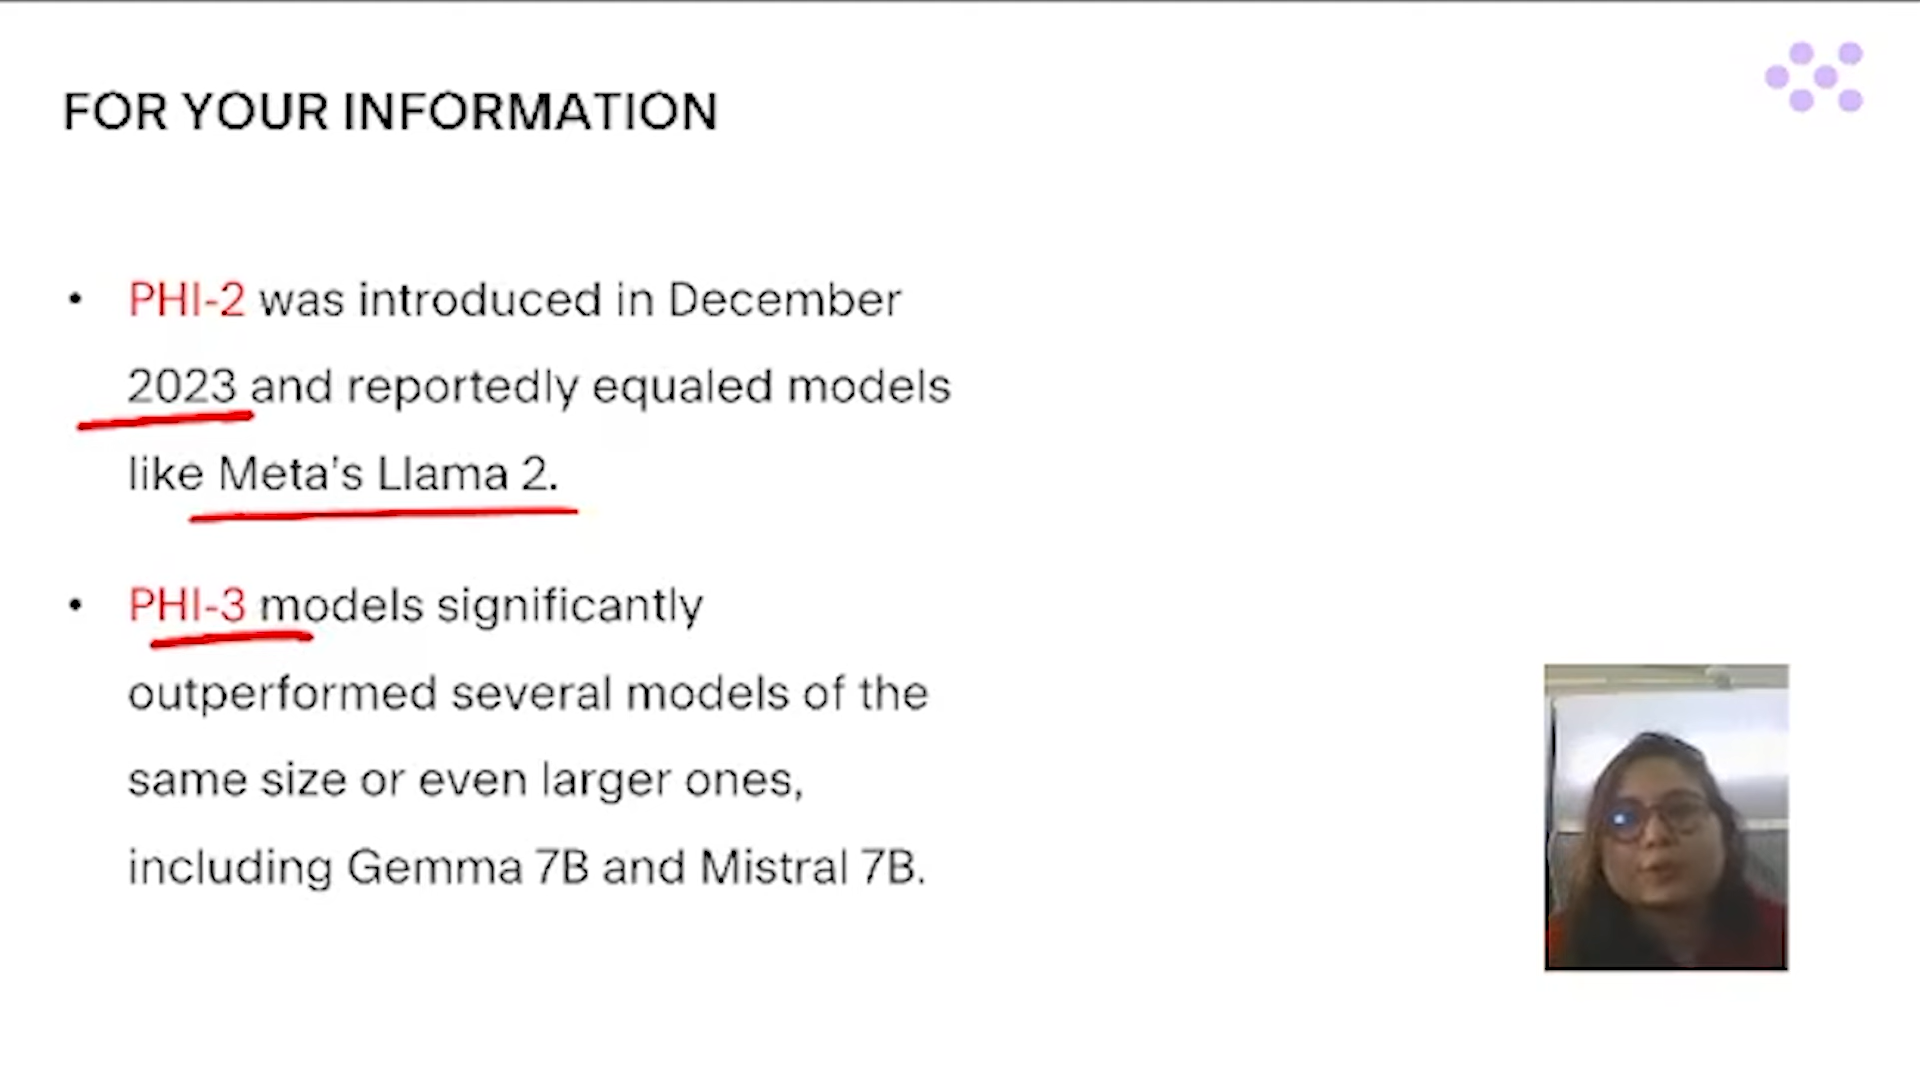 FOR YOUR INFORMATION
• PHI-2 was introduced in December
2023 and reportedly equaled models
like Meta's Llama 2.
• PHI-3 models significantly
outperformed several models of the
same size or even larger ones,
including Gemma 7B and Mistral 7B.